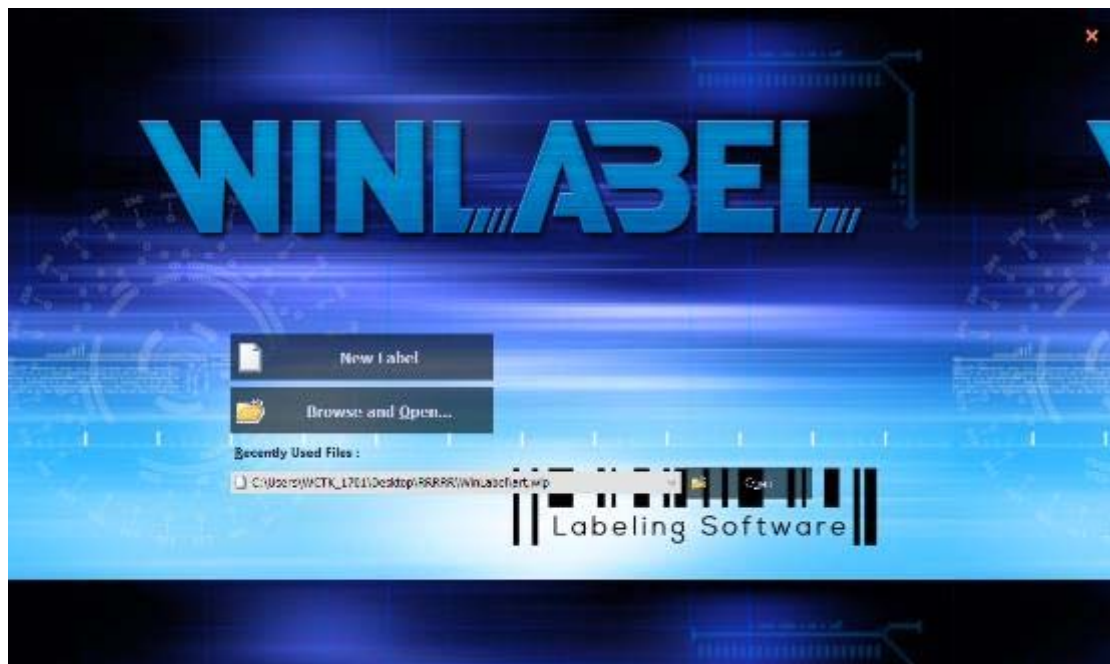 WINLABEL
New Label
Browse and Open...
Recently Used Files :
Open
Labeling Software